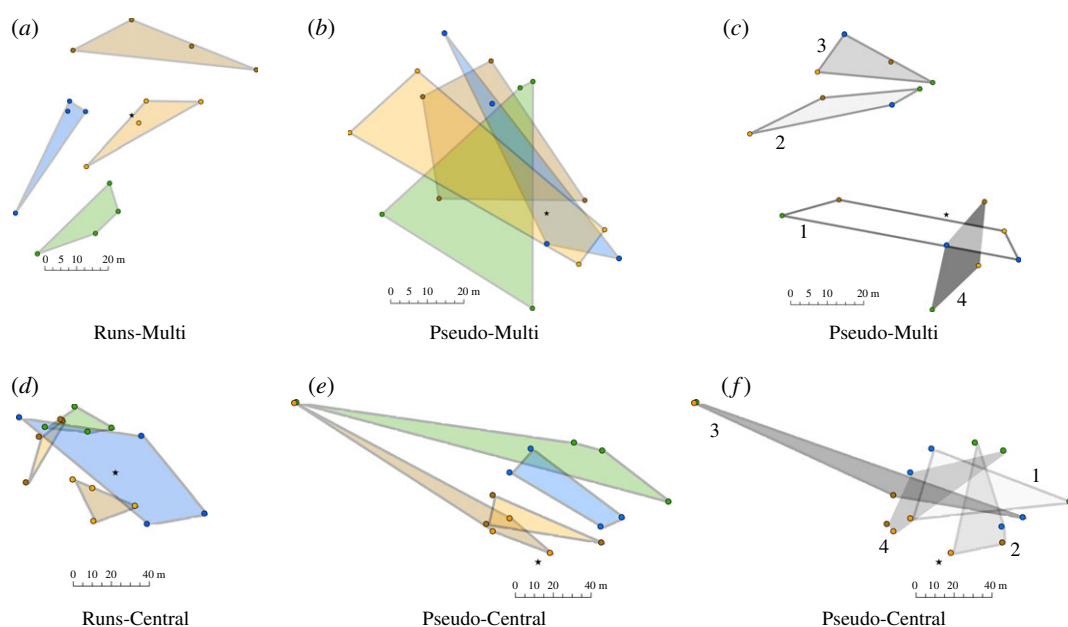 (a) (b) (c)
3
2
1
4
0 5 10 20 m
0 5 10 20 m
0 5 10 20 m
Runs-Multi Pseudo-Multi Pseudo-Multi
(d) (e) (f)
3
1
4 2
0 10 20 40 m
0 10 20 40 m
0 10 20 40 m
Runs-Central Pseudo-Central Pseudo-Central